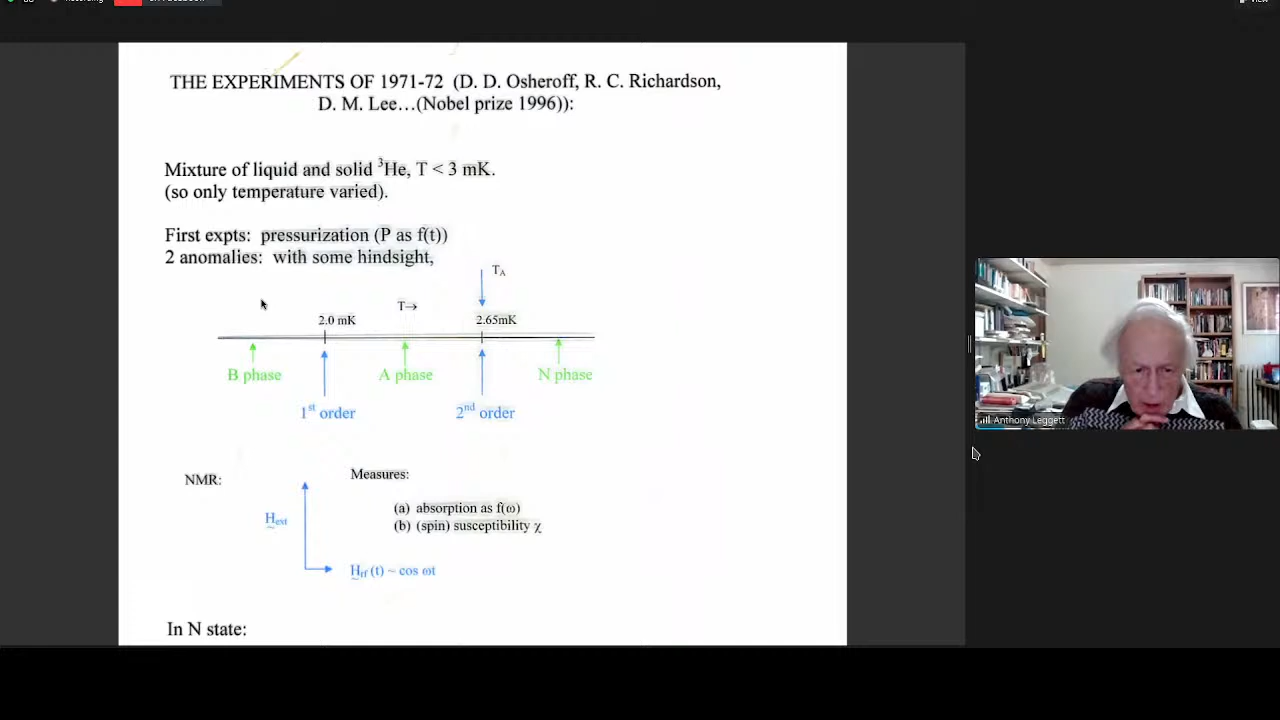 View
THE EXPERIMENTS OF 1971-72 (D. D. Osheroff, R. C. Richardson,
D. M. Lee…(Nobel prize 1996)):
Mixture of liquid and solid ³He, T < 3 mK.
(so only temperature varied).
First expts: pressurization (P as f(t))
2 anomalies: with some hindsight,
T_A
T→
2.0 mK
2.65mK
B phase
A phase
N phase
1st order
2nd order
NMR:
Measures:
H_ext
(a) absorption as f(ω)
(b) (spin) susceptibility χ
H_rf (t) ~ cos ωt
In N state:
Anthony Leggett